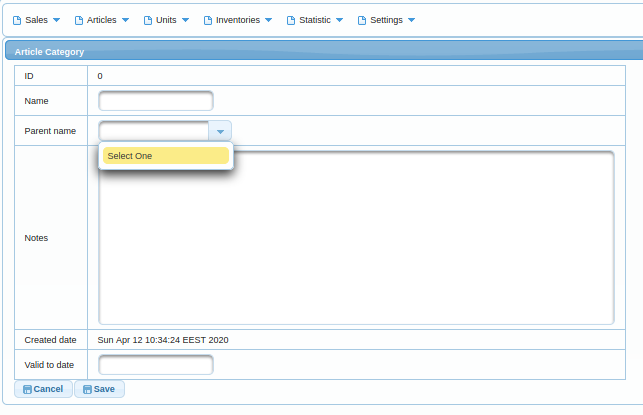 Sales Articles Units Inventories Statistic Settings
Article Category
ID 0
Name
Parent name
Select One
Notes
Created date Sun Apr 12 10:34:24 EEST 2020
Valid to date
Cancel Save